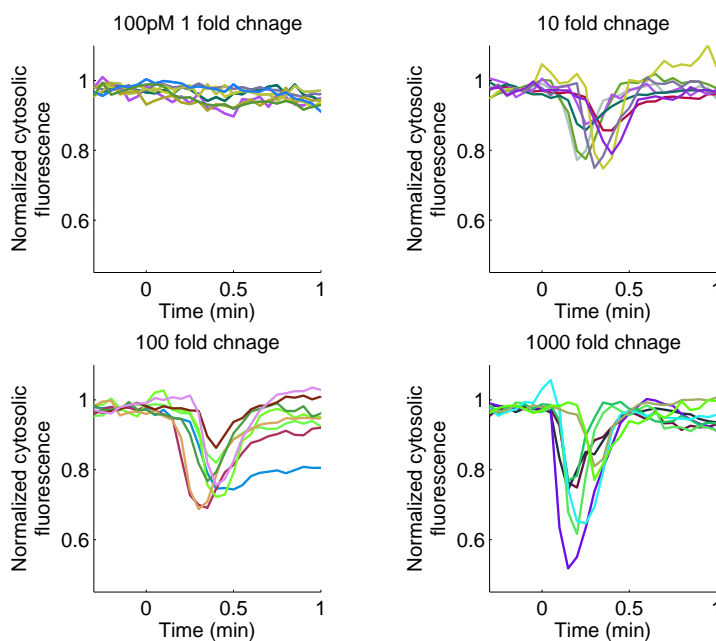 100pM 1 fold chnage
1
0.8
0.6
Normalized cytosolic
fluorescence
0
0.5
1
Time (min)
10 fold chnage
1
0.8
0.6
Normalized cytosolic
fluorescence
0
0.5
1
Time (min)
100 fold chnage
1
0.8
0.6
Normalized cytosolic
fluorescence
0
0.5
1
Time (min)
1000 fold chnage
1
0.8
0.6
Normalized cytosolic
fluorescence
0
0.5
1
Time (min)